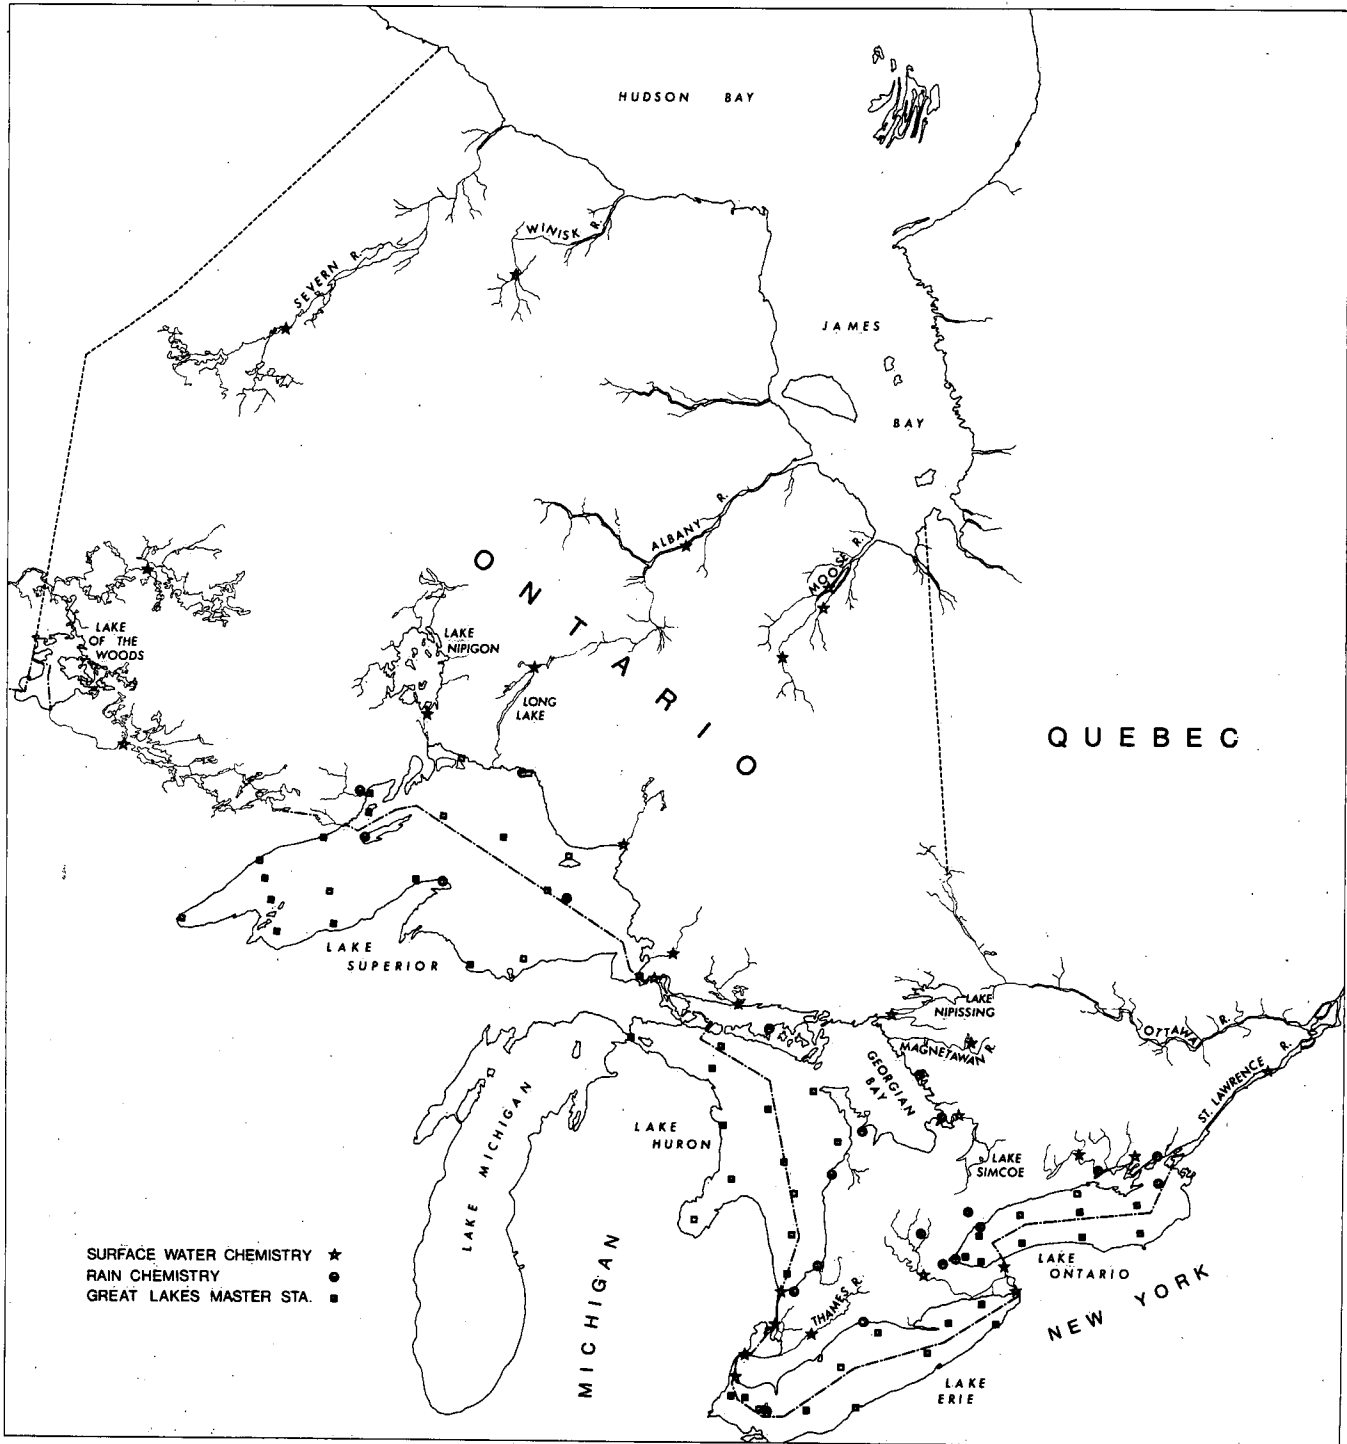 HUDSON BAY
WINISK R.
SEVERN R.
JAMES
BAY
ALBANY R.
MOOSE R.
ONTARIO
LAKE
OF THE
WOODS
LAKE
NIPIGON
LONG
LAKE
QUEBEC
LAKE
SUPERIOR
LAKE
NIPISSING
MAGNETAWAN R.
OTTAWA R.
GEORGIAN
BAY
ST. LAWRENCE R.
LAKE MICHIGAN
LAKE
HURON
LAKE
SIMCOE
MICHIGAN
SURFACE WATER CHEMISTRY
RAIN CHEMISTRY
GREAT LAKES MASTER STA.
THAMES R.
LAKE
ONTARIO
NEW YORK
LAKE
ERIE